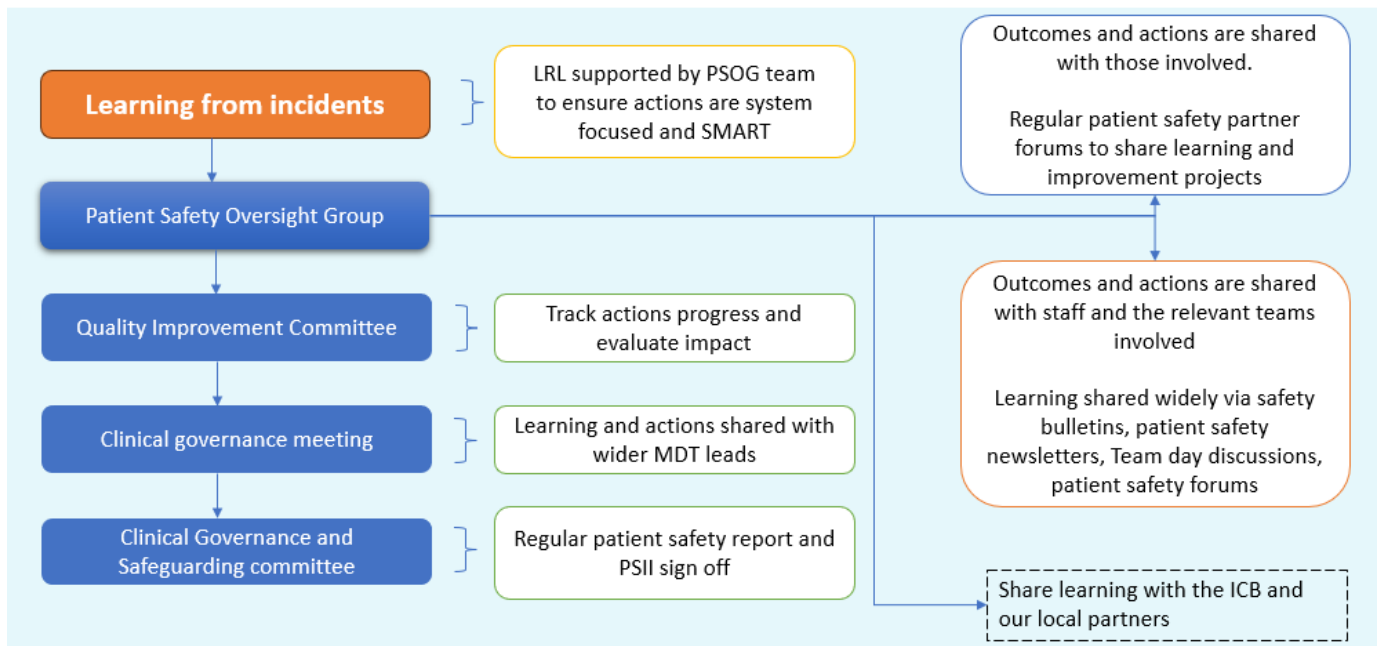 Learning from incidents
LRL supported by PSOG team
to ensure actions are system
focused and SMART
Patient Safety Oversight Group
Quality Improvement Committee
Track actions progress and
evaluate impact
Clinical governance meeting
Learning and actions shared with
wider MDT leads
Clinical Governance and
Safeguarding committee
Regular patient safety report and
PSII sign off
Outcomes and actions are shared
with those involved.
Regular patient safety partner
forums to share learning and
improvement projects
Outcomes and actions are shared
with staff and the relevant teams
involved
Learning shared widely via safety
bulletins, patient safety
newsletters, Team day discussions,
patient safety forums
Share learning with the ICB and
our local partners